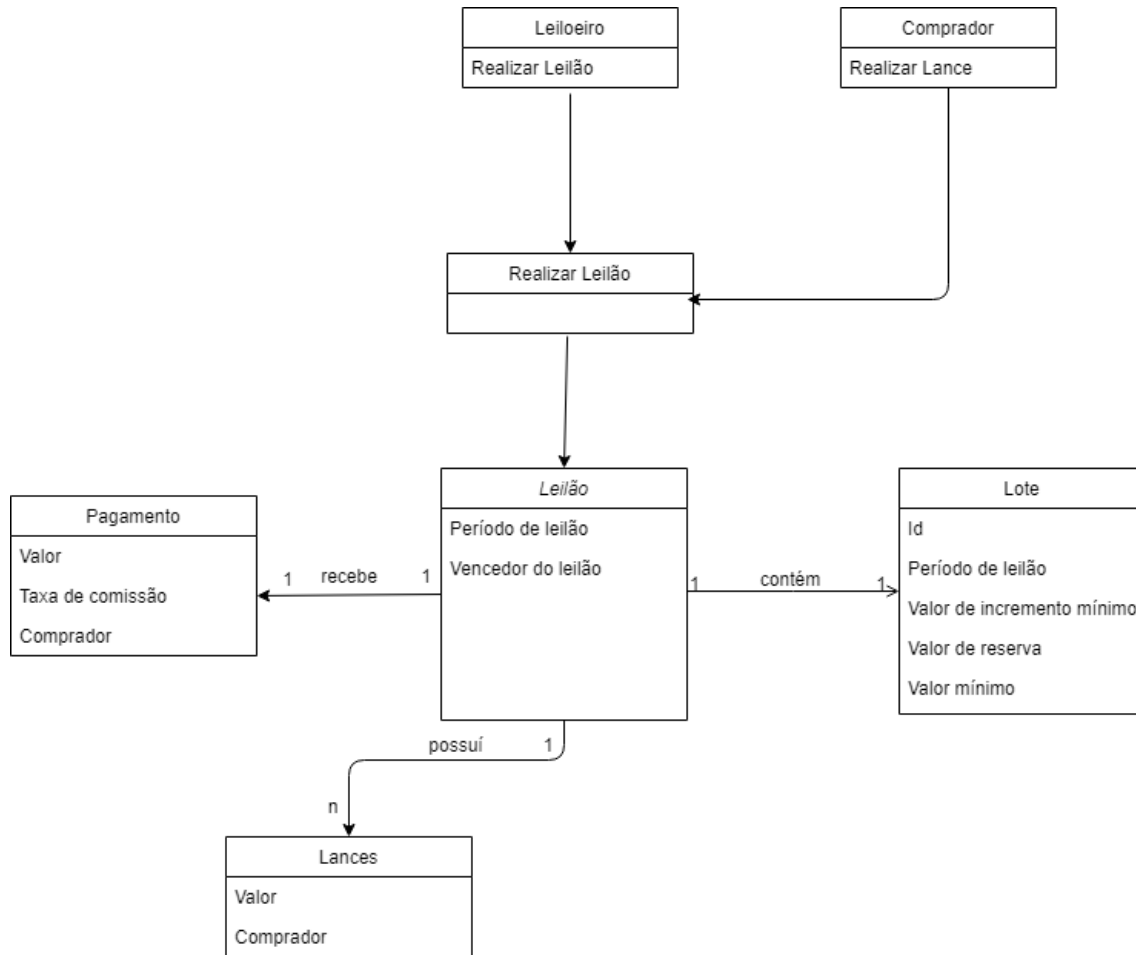 Leiloeiro
Realizar Leilão
Comprador
Realizar Lance
Realizar Leilão
Leilão
Período de leilão
Vencedor do leilão
Pagamento
Valor
Taxa de comissão
Comprador
1 recebe 1
1 contém 1
Lote
Id
Período de leilão
Valor de incremento mínimo
Valor de reserva
Valor mínimo
possuí 1
n
Lances
Valor
Comprador